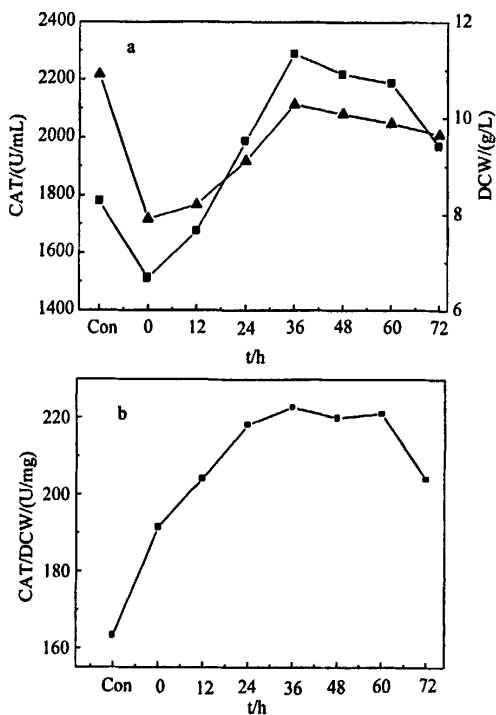 a
CAT/(U/mL)
2400
2200
2000
1800
1600
1400
DCW/(g/L)
12
10
8
6
Con 0 12 24 36 48 60 72
t/h
b
CAT/DCW/(U/mg)
220
200
180
160
Con 0 12 24 36 48 60 72
t/h